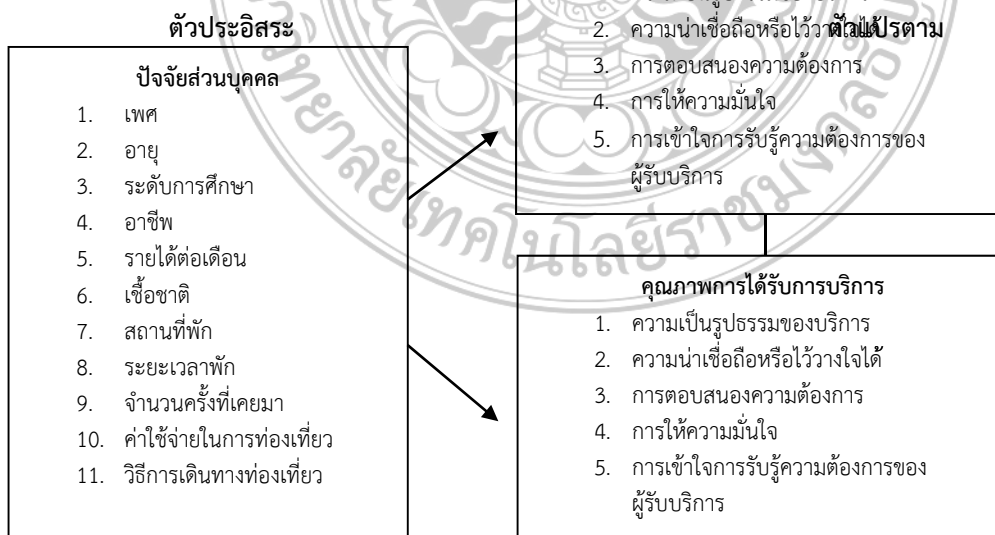 ตัวประอิสระ
ปัจจัยส่วนบุคคล
1. เพศ
2. อายุ
3. ระดับการศึกษา
4. อาชีพ
5. รายได้ต่อเดือน
6. เชื้อชาติ
7. สถานที่พัก
8. ระยะเวลาพัก
9. จำนวนครั้งที่เคยมา
10. ค่าใช้จ่ายในการท่องเที่ยว
11. วิธีการเดินทางท่องเที่ยว
ตัวแปรตาม
2. ความน่าเชื่อถือหรือไว้วางใจได้
3. การตอบสนองความต้องการ
4. การให้ความมั่นใจ
5. การเข้าใจการรับรู้ความต้องการของ
ผู้รับบริการ
คุณภาพการได้รับการบริการ
1. ความเป็นรูปธรรมของบริการ
2. ความน่าเชื่อถือหรือไว้วางใจได้
3. การตอบสนองความต้องการ
4. การให้ความมั่นใจ
5. การเข้าใจการรับรู้ความต้องการของ
ผู้รับบริการ